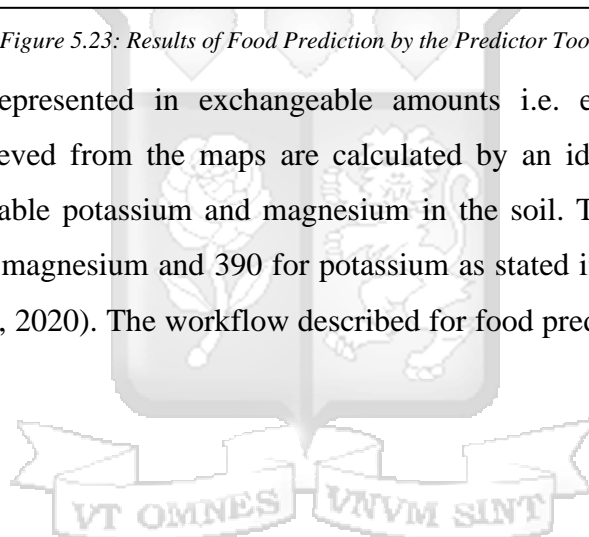 Figure 5.23: Results of Food Prediction by the Predictor Too
epresented in exchangeable amounts i.e. e
eved from the maps are calculated by an id
able potassium and magnesium in the soil. T
magnesium and 390 for potassium as stated i
, 2020). The workflow described for food pred
VT OMNES VNVM SINT